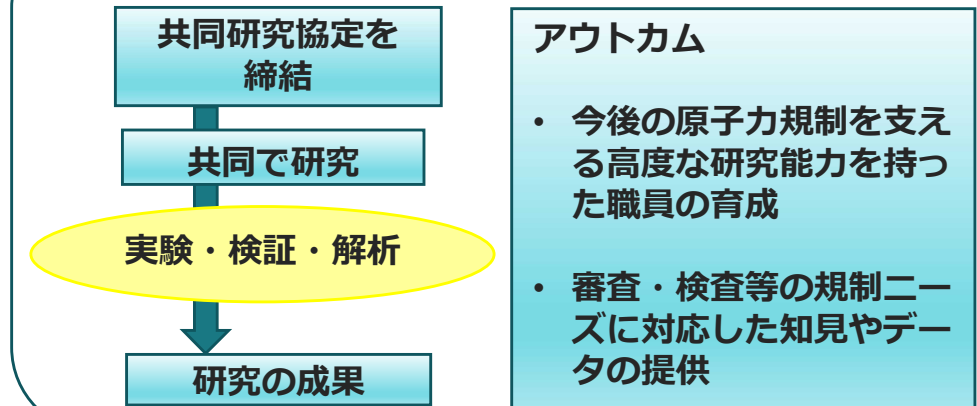 共同研究協定を
締結
共同で研究
実験・検証・解析
研究の成果
アウトカム
• 今後の原子力規制を支え
る高度な研究能力を持っ
た職員の育成
• 審査・検査等の規制ニー
ズに対応した知見やデー
タの提供